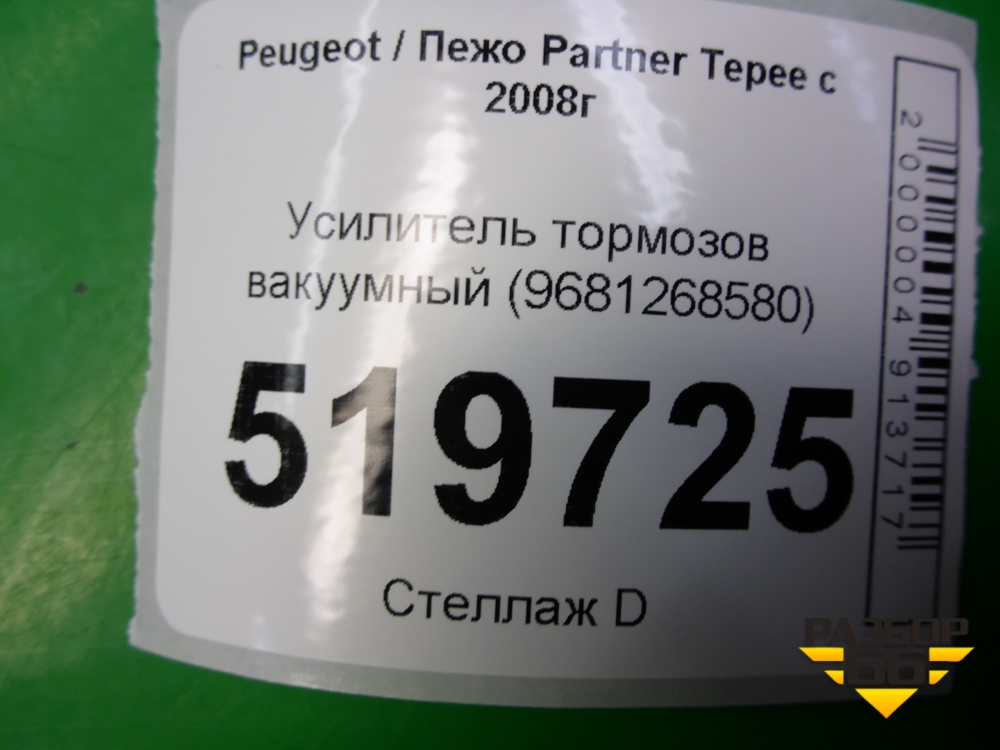 Peugeot / Пежо Partner Tepee с
2008г
Усилитель тормозов
вакуумный (9681268580)
519725
Стеллаж D
2000004913717
РАЗБОР
66